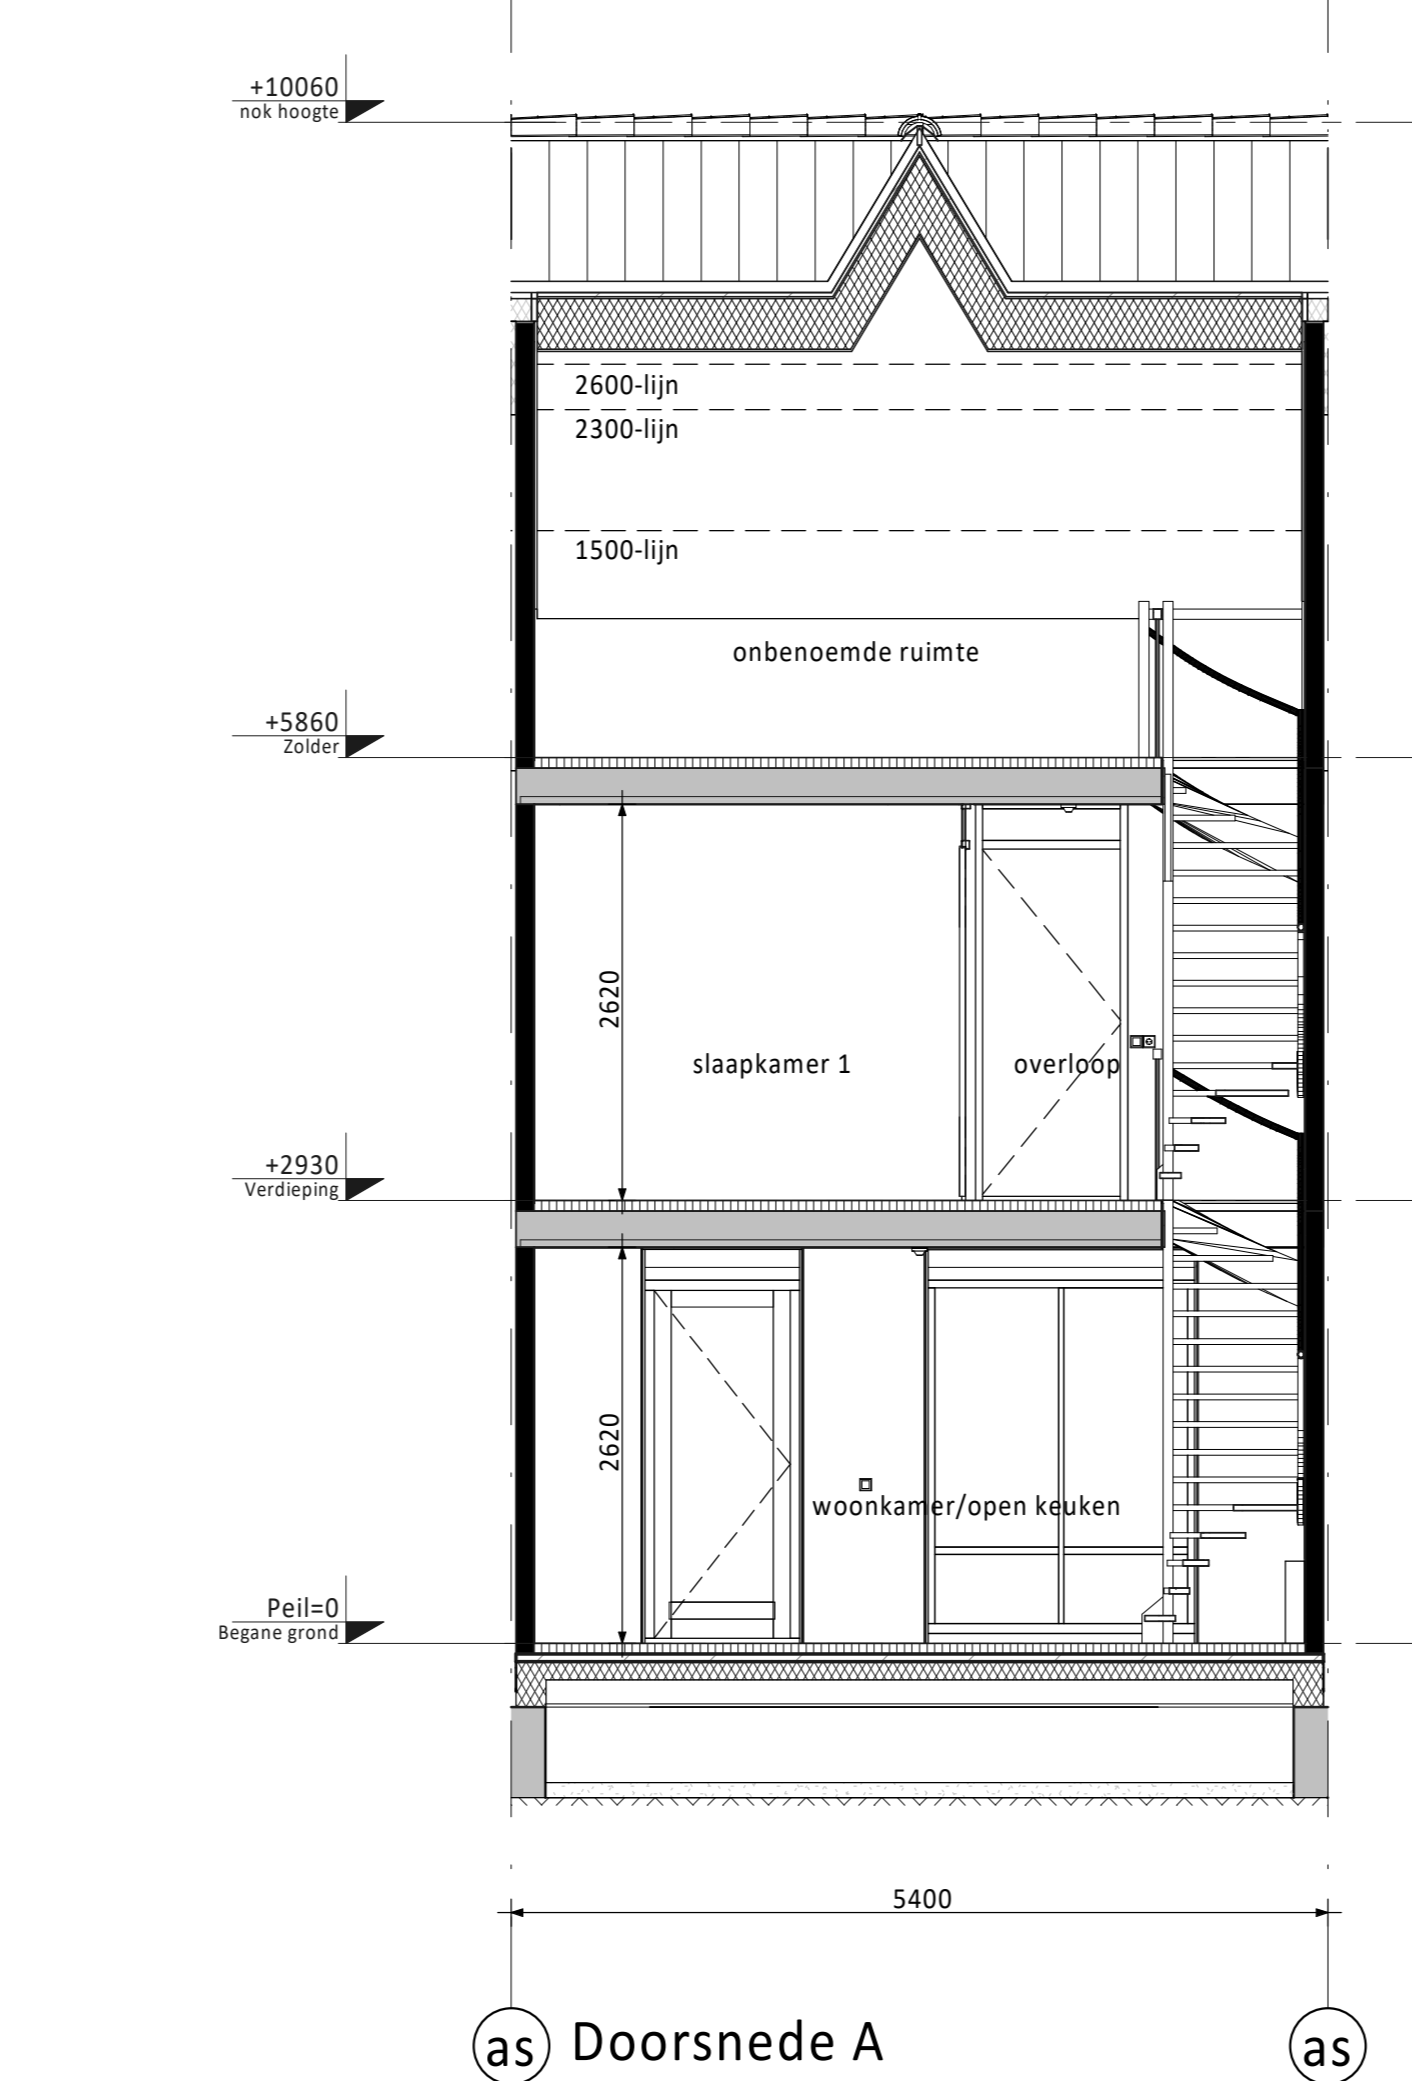 +10060
nok hoogte
2600-lijn
2300-lijn
1500-lijn
onbenoemde ruimte
+5860
Zolder
2620
slaapkamer 1
overloop
+2930
Verdieping
2620
woonkamer/open keuken
Peil=0
Begane grond
5400
as
Doorsnede A
as